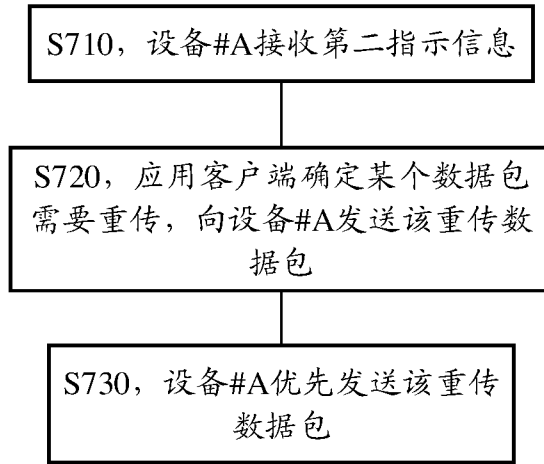 S710，设备#A接收第二指示信息
S720，应用客户端确定某个数据包
需要重传，向设备#A发送该重传数
据包
S730，设备#A优先发送该重传
数据包